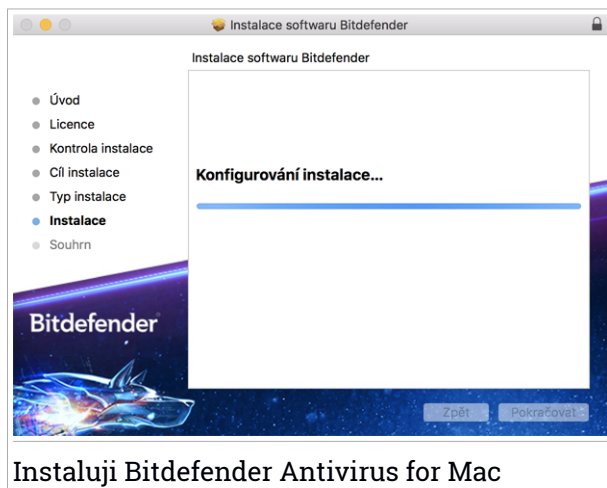 Instalace softwaru Bitdefender
Instalace softwaru Bitdefender
Úvod
Licence
Kontrola instalace
Cíl instalace
Typ instalace
Instalace
Souhrn
Konfigurování instalace...
Bitdefender
Zpět
Pokračovat
Instaluji Bitdefender Antivirus for Mac